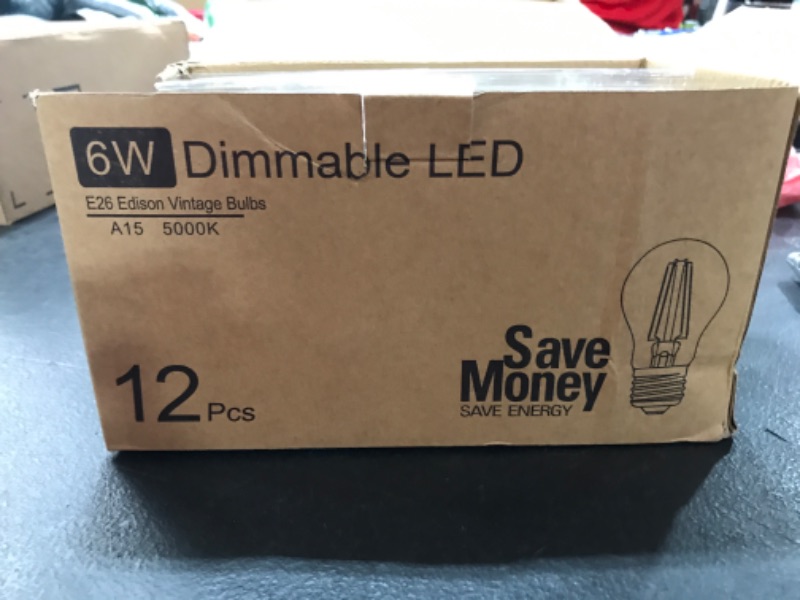 6W Dimmable LED
E26 Edison Vintage Bulbs
A15 5000K
12 Pcs
Save
Money
SAVE ENERGY